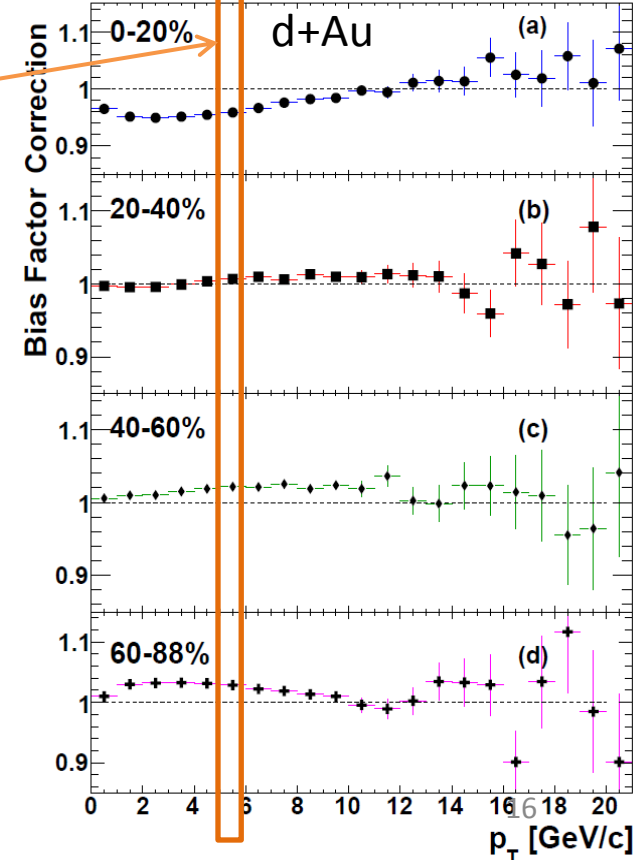 d+Au
Bias Factor Correction
0-20%
(a)
1.1
1
0.9
20-40%
(b)
1.1
1
0.9
40-60%
(c)
1.1
1
0.9
60-88%
(d)
1.1
1
0.9
0 2 4 6 8 10 12 14 16 18 20
16
p_T [GeV/c]